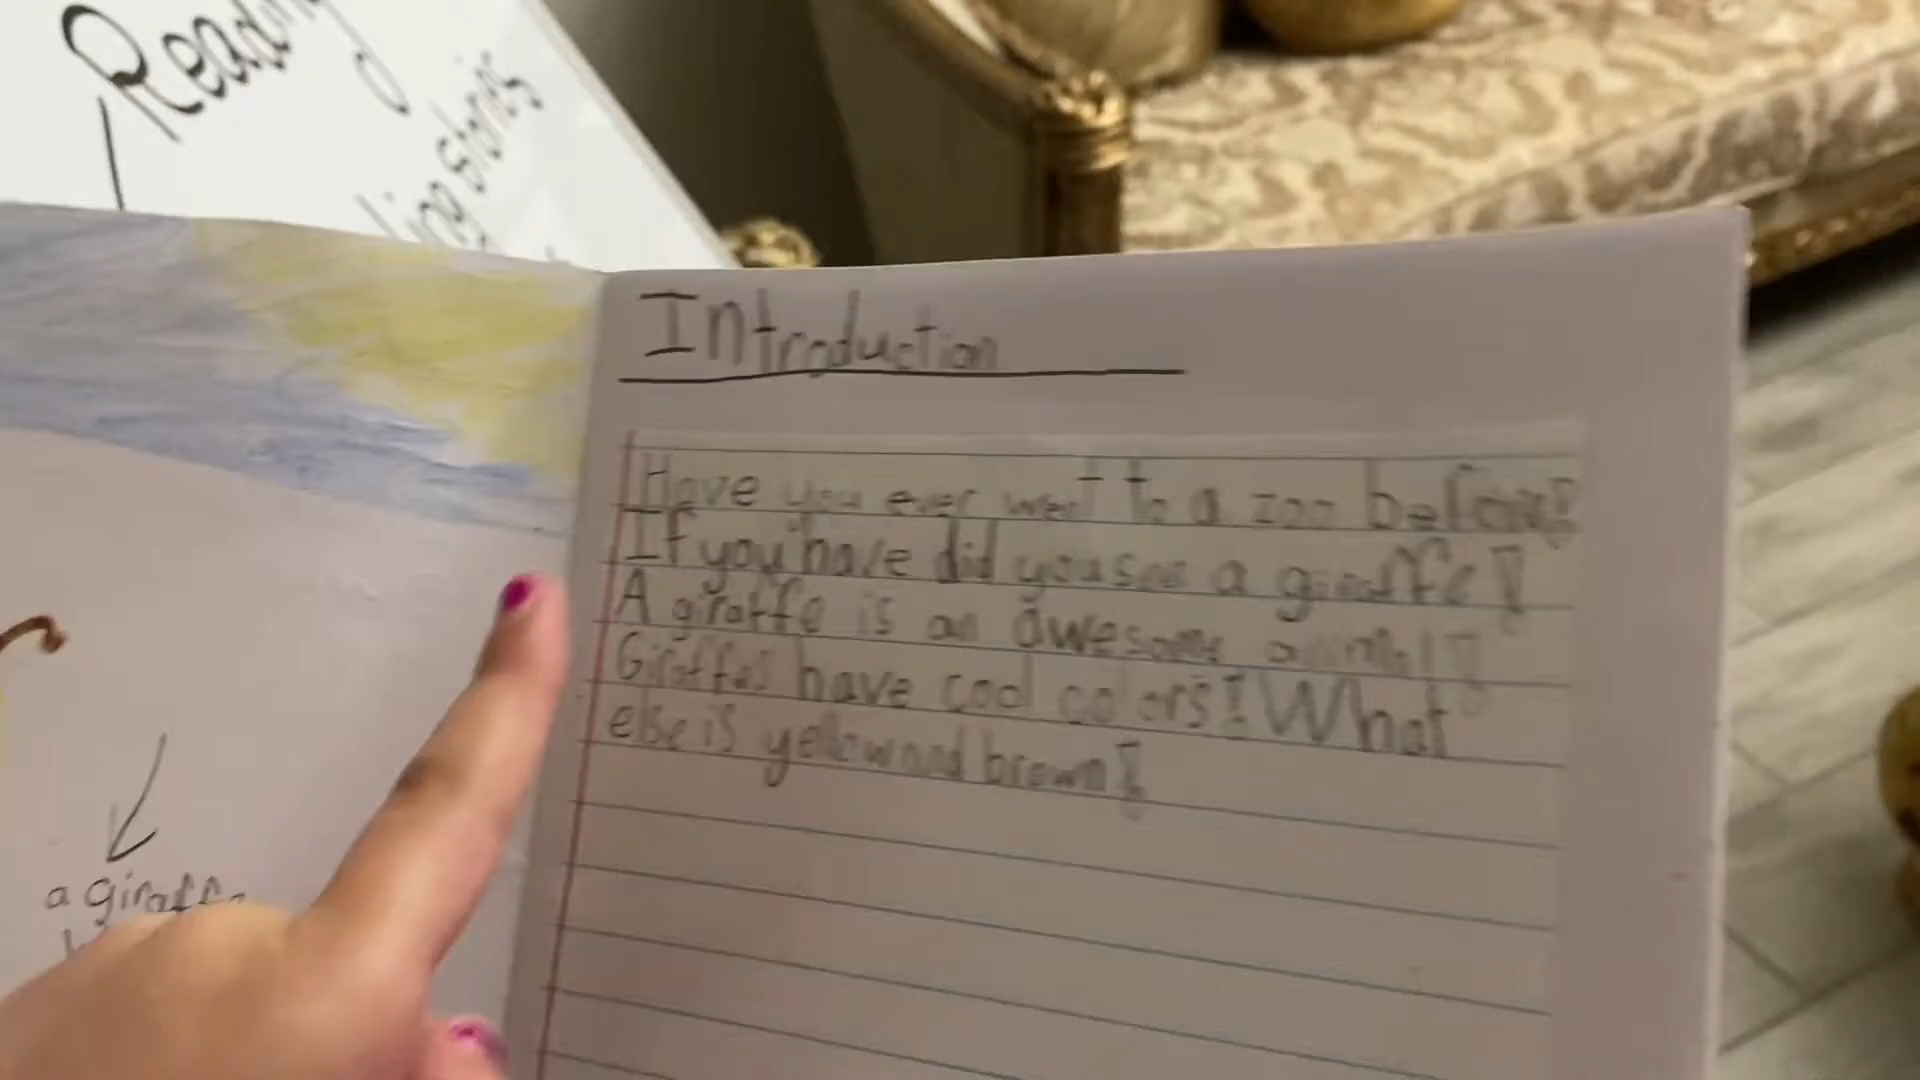 Reading
ling stories
Introduction
Have you ever went to a zoo before?
If you have did you see a giraffe?
A giraffe is an awesome animal!
Giraffes have cool colors! What
else is yellow and brown?
a giraffe